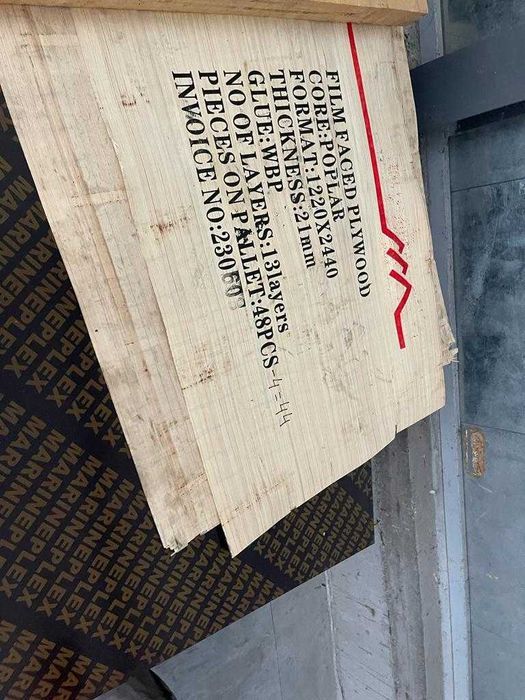 FILM FACED PLYWOOD
CORE:POPLAR
FORMAT:1220X2440
THICKNESS:21mm
GLUE:WBP
NO OF LAYERS:13layers
PIECES ON PALLET:48PCS -4=44
INVOICE NO:23060
MARINEPLEX